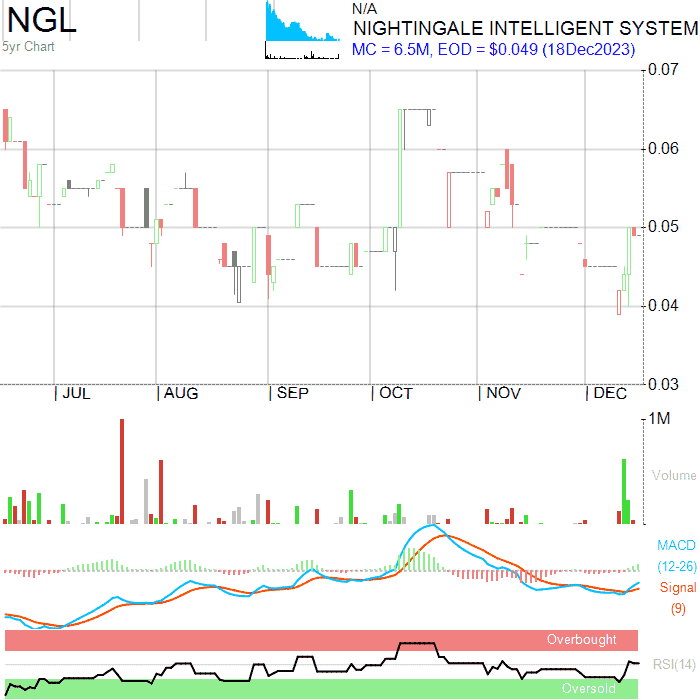 NGL
5yr Chart
N/A
NIGHTINGALE INTELLIGENT SYSTEM
MC = 6.5M, EOD = $0.049 (18Dec2023)
0.07
0.06
0.05
0.04
0.03
JUL AUG SEP OCT NOV DEC
1M
Volume
MACD
(12-26)
Signal
(9)
Overbought
RSI(14)
Oversold